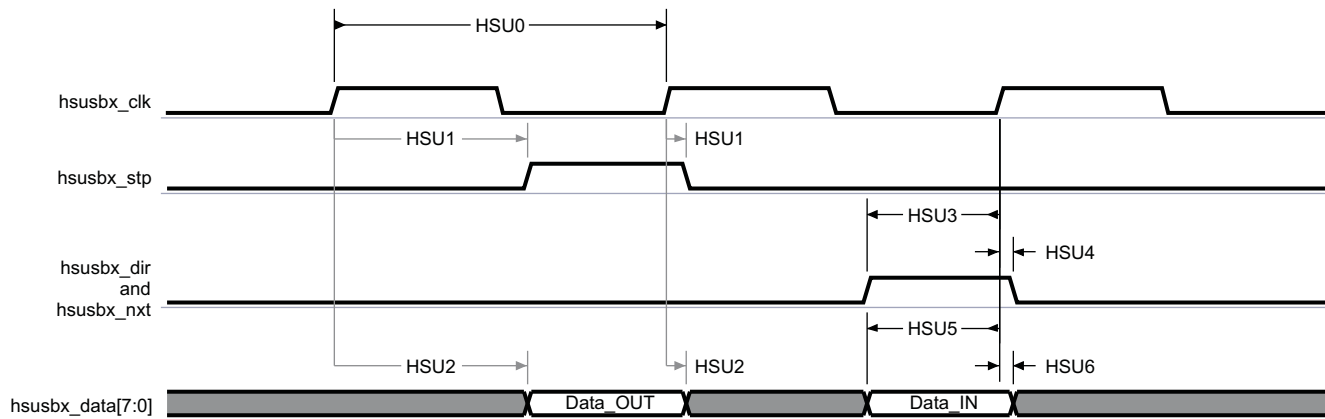 HSU0
hsusbx_clk
HSU1 HSU1
hsusbx_stp
HSU3
HSU4
hsusbx_dir
and
hsusbx_nxt
HSU5
HSU2 HSU2 HSU6
hsusbx_data[7:0] Data_OUT Data_IN